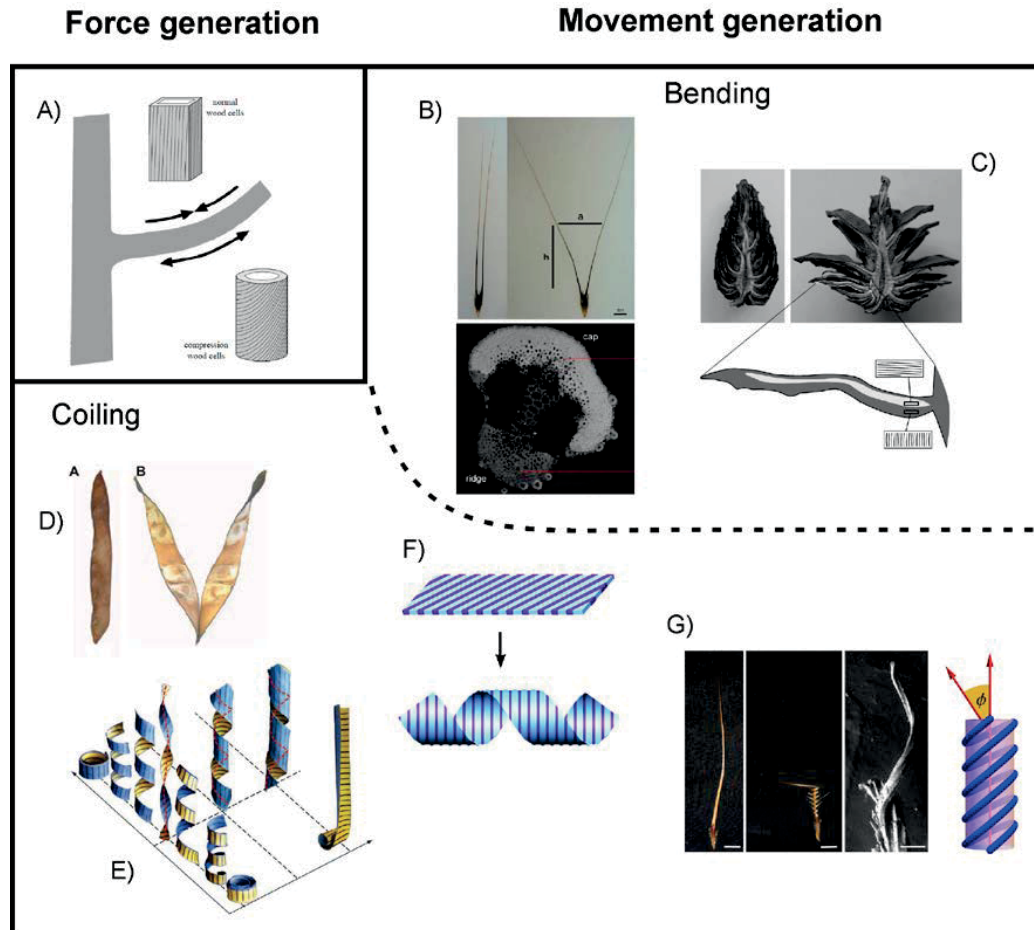 Force generation
Movement generation
A)
normal
wood cells
compression
wood cells
Bending
B)
a
h
cap
ridge
C)
Coiling
A
B
D)
E)
F)
G)
ϕ